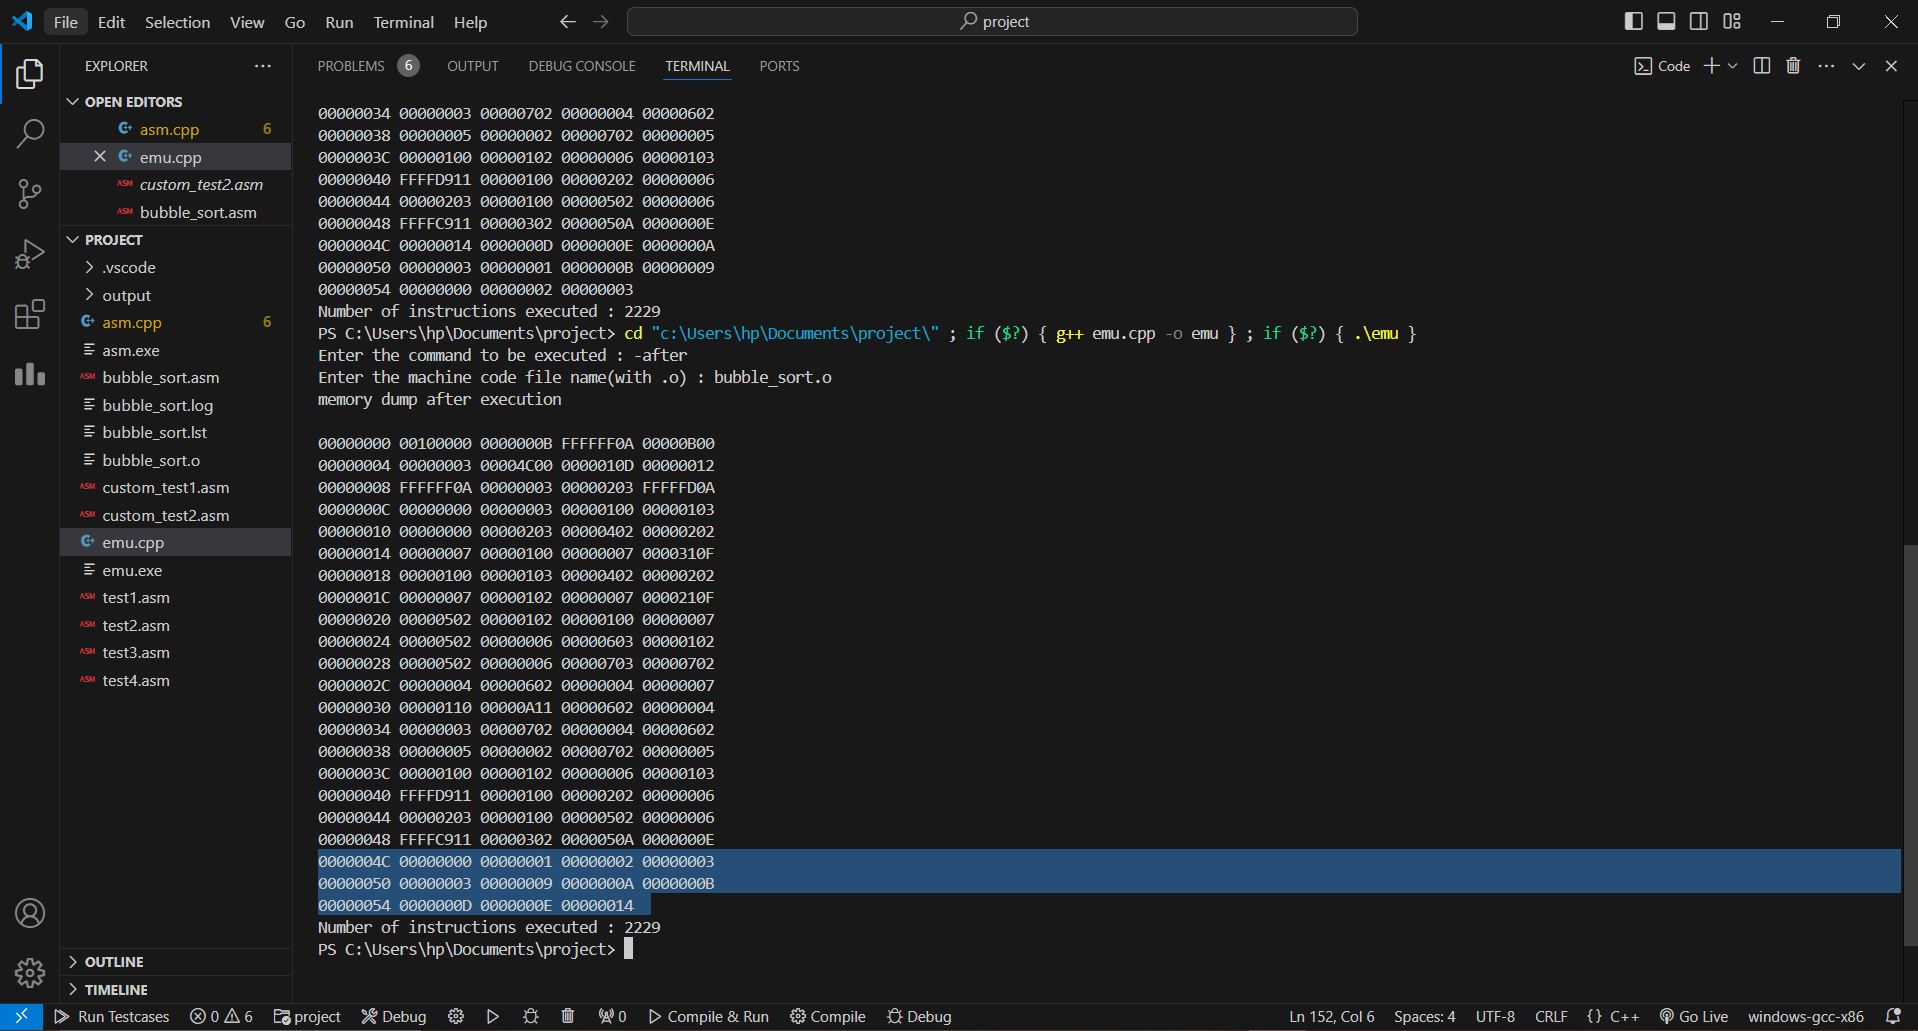 File Edit Selection View Go Run Terminal Help project
EXPLORER
OPEN EDITORS
asm.cpp 6
emu.cpp
custom_test2.asm
bubble_sort.asm
PROJECT
.vscode
output
asm.cpp 6
asm.exe
bubble_sort.asm
bubble_sort.log
bubble_sort.lst
bubble_sort.o
custom_test1.asm
custom_test2.asm
emu.cpp
emu.exe
test1.asm
test2.asm
test3.asm
test4.asm
OUTLINE
TIMELINE
PROBLEMS 6 OUTPUT DEBUG CONSOLE TERMINAL PORTS Code
00000034 00000003 00000702 00000004 00000602
00000038 00000005 00000002 00000702 00000005
0000003C 00000100 00000102 00000006 00000103
00000040 FFFFD911 00000100 00000202 00000006
00000044 00000203 00000100 00000502 00000006
00000048 FFFFC911 00000302 0000050A 0000000E
0000004C 00000014 0000000D 0000000E 0000000A
00000050 00000003 00000001 0000000B 00000009
00000054 00000000 00000002 00000003
Number of instructions executed : 2229
PS C:\Users\hp\Documents\project> cd "c:\Users\hp\Documents\project\" ; if ($?) { g++ emu.cpp -o emu } ; if ($?) { .\emu }
Enter the command to be executed : -after
Enter the machine code file name(with .o) : bubble_sort.o
memory dump after execution
00000000 00100000 0000000B FFFFFF0A 00000B00
00000004 00000003 00004C00 0000010D 00000012
00000008 FFFFFF0A 00000003 00000203 FFFFFD0A
0000000C 00000000 00000003 00000100 00000103
00000010 00000000 00000203 00000402 00000202
00000014 00000007 00000100 00000007 0000310F
00000018 00000100 00000103 00000402 00000202
0000001C 00000007 00000102 00000007 0000210F
00000020 00000502 00000102 00000100 00000007
00000024 00000502 00000006 00000603 00000102
00000028 00000502 00000006 00000703 00000702
0000002C 00000004 00000602 00000004 00000007
00000030 00000110 00000A11 00000602 00000004
00000034 00000003 00000702 00000004 00000602
00000038 00000005 00000002 00000702 00000005
0000003C 00000100 00000102 00000006 00000103
00000040 FFFFD911 00000100 00000202 00000006
00000044 00000203 00000100 00000502 00000006
00000048 FFFFC911 00000302 0000050A 0000000E
0000004C 00000000 00000001 00000002 00000003
00000050 00000003 00000009 0000000A 0000000B
00000054 0000000D 0000000E 00000014
Number of instructions executed : 2229
PS C:\Users\hp\Documents\project>
Run Testcases 0 6 project Debug 0 Compile & Run Compile Debug Ln 152, Col 6 Spaces: 4 UTF-8 CRLF {} C++ Go Live windows-gcc-x86